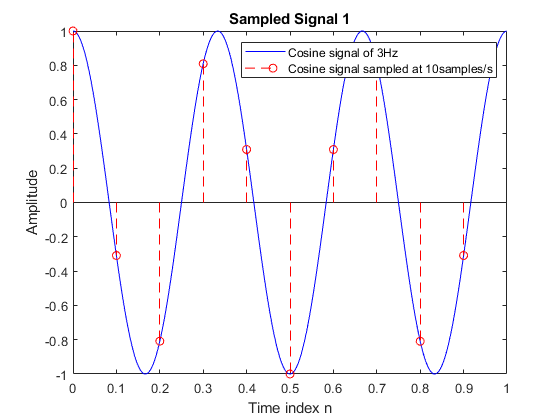 Sampled Signal 1
Cosine signal of 3Hz
Cosine signal sampled at 10samples/s
Amplitude
1
0.8
0.6
0.4
0.2
0
-0.2
-0.4
-0.6
-0.8
-1
0 0.1 0.2 0.3 0.4 0.5 0.6 0.7 0.8 0.9 1
Time index n